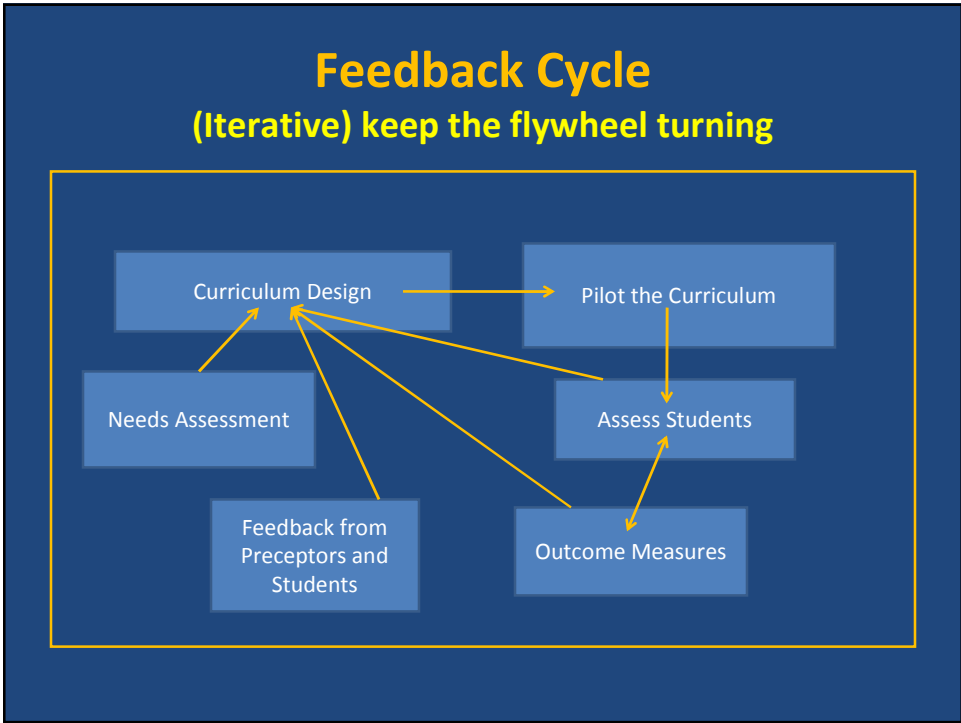 Feedback Cycle
(Iterative) keep the flywheel turning
Curriculum Design
Pilot the Curriculum
Needs Assessment
Assess Students
Feedback from
Preceptors and
Students
Outcome Measures